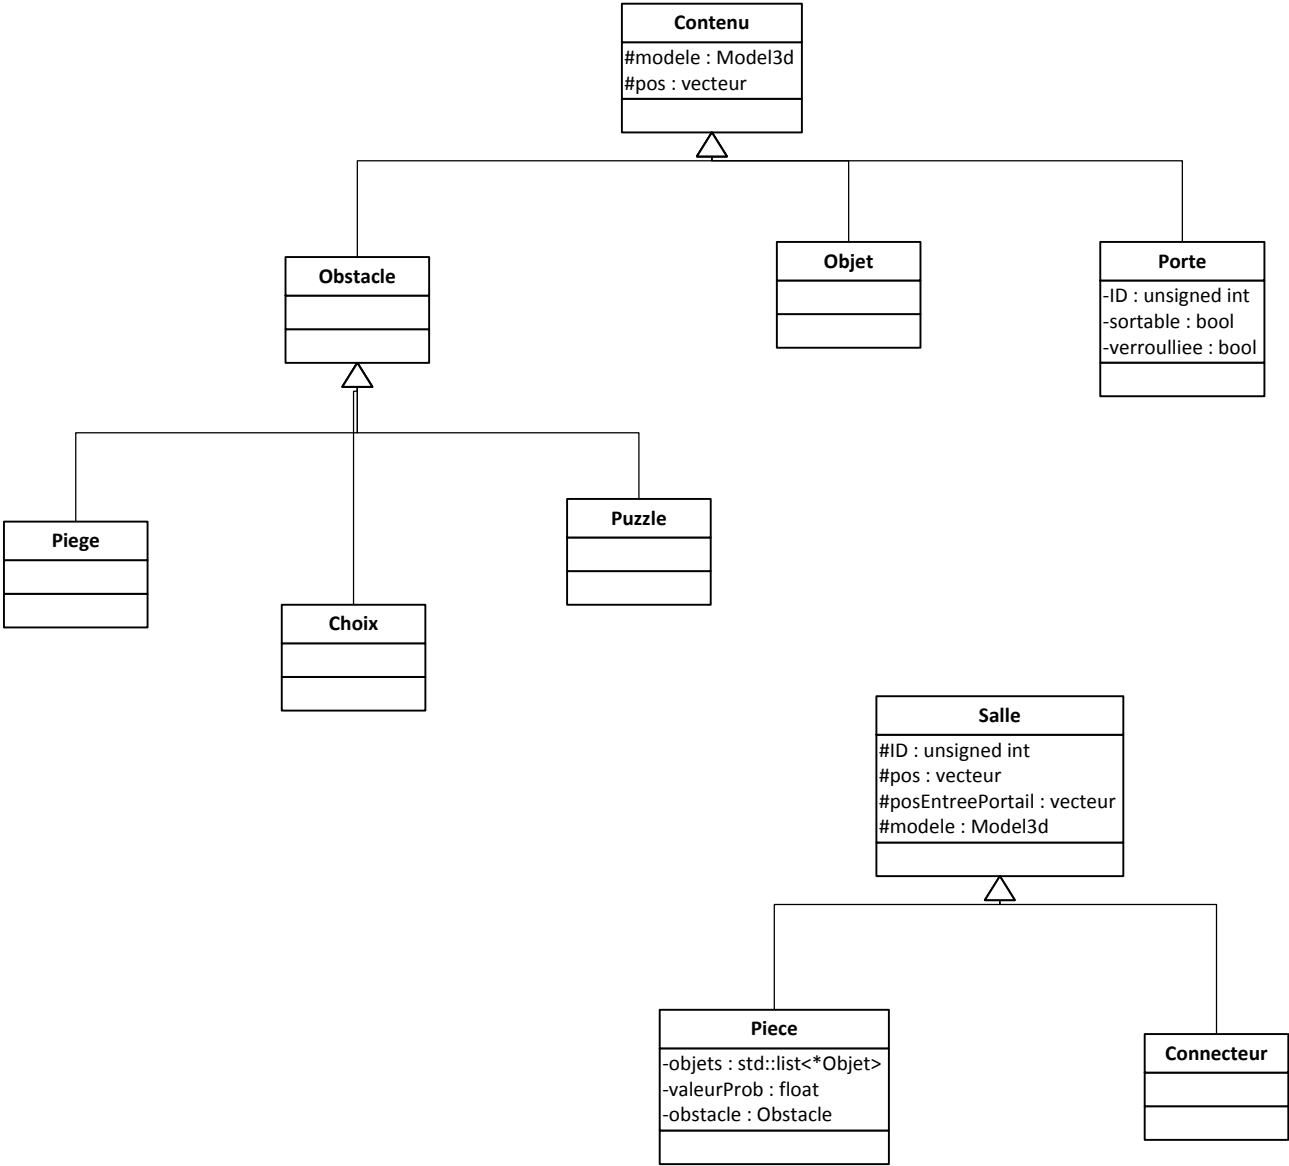 Contenu
#modele : Model3d
#pos : vecteur
Obstacle
Objet
Porte
-ID : unsigned int
-sortable : bool
-verroulliee : bool
Piege
Choix
Puzzle
Salle
#ID : unsigned int
#pos : vecteur
#posEntreePortail : vecteur
#modele : Model3d
Piece
-objets : std::list<*Objet>
-valeurProb : float
-obstacle : Obstacle
Connecteur